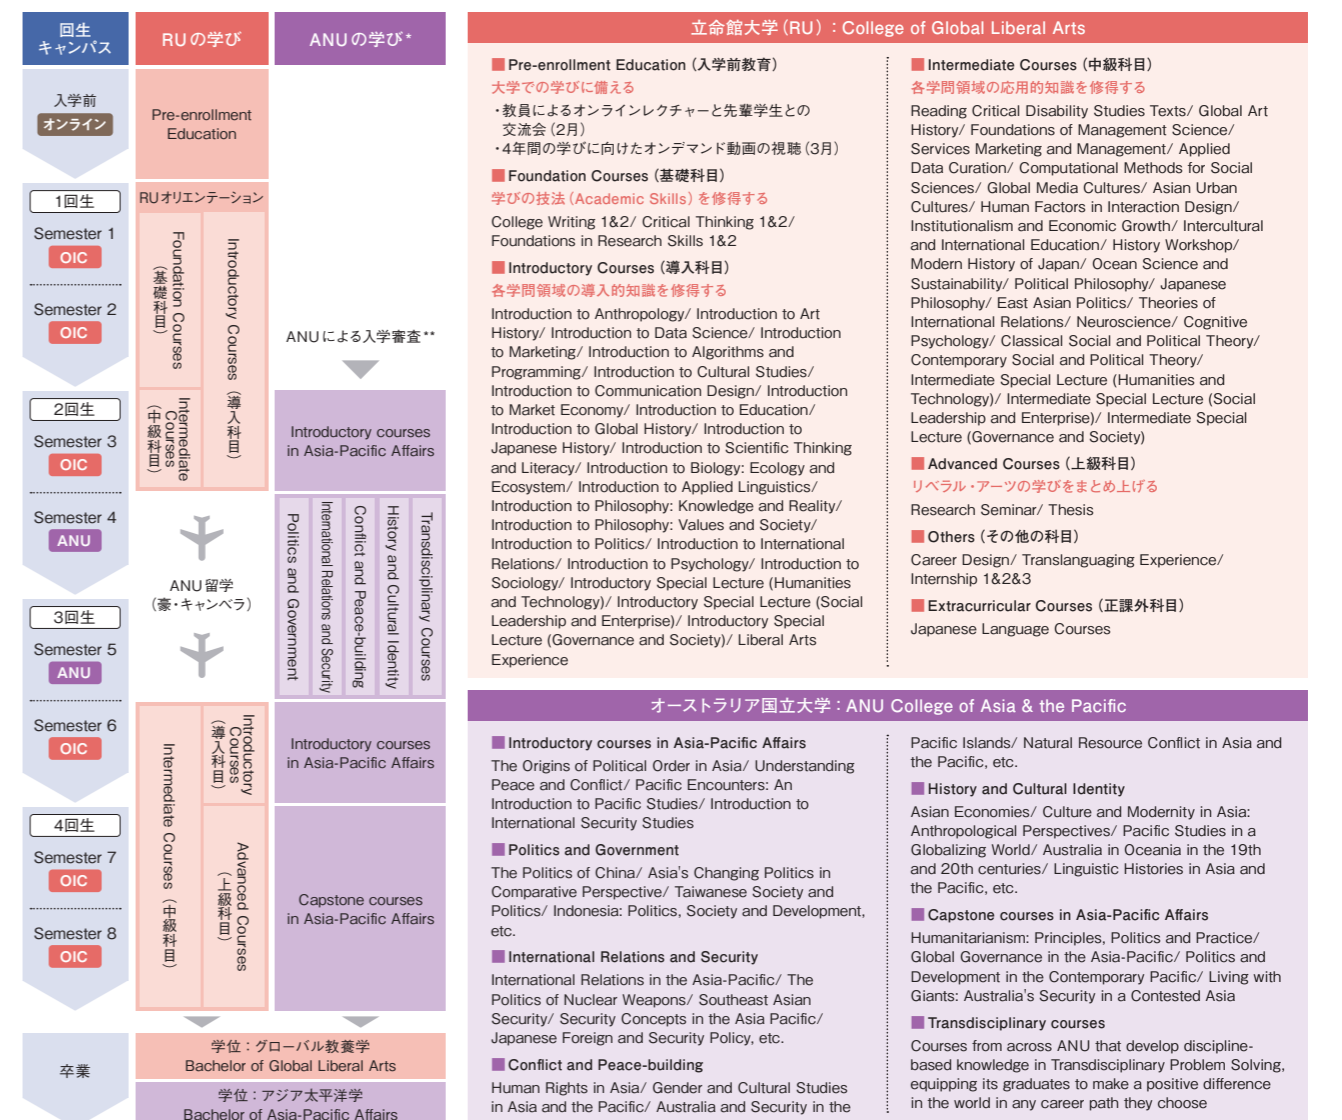 回生
キャンパス
RUの学び
ANUの学び*
入学前
オンライン
Pre-enrollment
Education
1回生
RUオリエンテーション
Semester 1
OIC
Semester 2
OIC
Foundation Courses
（基礎科目）
Introductory Courses（導入科目）
ANUによる入学審査**
2回生
Semester 3
OIC
Intermediate
Courses
（中級科目）
Introductory courses
in Asia-Pacific Affairs
Semester 4
ANU
ANU留学
（豪・キャンベラ）
Politics and Government
International Relations and Security
Conflict and Peace-building
History and Cultural Identity
Transdisciplinary Courses
3回生
Semester 5
ANU
Semester 6
OIC
Intermediate Courses（中級科目）
Introductory
Courses
（導入科目）
Introductory courses
in Asia-Pacific Affairs
4回生
Semester 7
OIC
Semester 8
OIC
Advanced Courses
（上級科目）
Capstone courses
in Asia-Pacific Affairs
卒業
学位：グローバル教養学
Bachelor of Global Liberal Arts
学位：アジア太平洋学
Bachelor of Asia-Pacific Affairs
立命館大学（RU）：College of Global Liberal Arts
■Pre-enrollment Education（入学前教育）
大学での学びに備える
・教員によるオンラインレクチャーと先輩学生との
交流会（2月）
・4年間の学びに向けたオンデマンド動画の視聴（3月）
■Foundation Courses（基礎科目）
学びの技法（Academic Skills）を修得する
College Writing 1&2/ Critical Thinking 1&2/
Foundations in Research Skills 1&2
■Introductory Courses（導入科目）
各学問領域の導入的知識を修得する
Introduction to Anthropology/ Introduction to Art
History/ Introduction to Data Science/ Introduction
to Marketing/ Introduction to Algorithms and
Programming/ Introduction to Cultural Studies/
Introduction to Communication Design/ Introduction
to Market Economy/ Introduction to Education/
Introduction to Global History/ Introduction to
Japanese History/ Introduction to Scientific Thinking
and Literacy/ Introduction to Biology: Ecology and
Ecosystem/ Introduction to Applied Linguistics/
Introduction to Philosophy: Knowledge and Reality/
Introduction to Philosophy: Values and Society/
Introduction to Politics/ Introduction to International
Relations/ Introduction to Psychology/ Introduction to
Sociology/ Introductory Special Lecture (Humanities
and Technology)/ Introductory Special Lecture (Social
Leadership and Enterprise)/ Introductory Special
Lecture (Governance and Society)/ Liberal Arts
Experience
■Intermediate Courses（中級科目）
各学問領域の応用的知識を修得する
Reading Critical Disability Studies Texts/ Global Art
History/ Foundations of Management Science/
Services Marketing and Management/ Applied
Data Curation/ Computational Methods for Social
Sciences/ Global Media Cultures/ Asian Urban
Cultures/ Human Factors in Interaction Design/
Institutionalism and Economic Growth/ Intercultural
and International Education/ History Workshop/
Modern History of Japan/ Ocean Science and
Sustainability/ Political Philosophy/ Japanese
Philosophy/ East Asian Politics/ Theories of
International Relations/ Neuroscience/ Cognitive
Psychology/ Classical Social and Political Theory/
Contemporary Social and Political Theory/
Intermediate Special Lecture (Humanities and
Technology)/ Intermediate Special Lecture (Social
Leadership and Enterprise)/ Intermediate Special
Lecture (Governance and Society)
■Advanced Courses（上級科目）
リベラル・アーツの学びをまとめ上げる
Research Seminar/ Thesis
■Others（その他の科目）
Career Design/ Translanguaging Experience/
Internship 1&2&3
■Extracurricular Courses（正課外科目）
Japanese Language Courses
オーストラリア国立大学：ANU College of Asia & the Pacific
■Introductory courses in Asia-Pacific Affairs
The Origins of Political Order in Asia/ Understanding
Peace and Conflict/ Pacific Encounters: An
Introduction to Pacific Studies/ Introduction to
International Security Studies
■Politics and Government
The Politics of China/ Asia's Changing Politics in
Comparative Perspective/ Taiwanese Society and
Politics/ Indonesia: Politics, Society and Development,
etc.
■International Relations and Security
International Relations in the Asia-Pacific/ The
Politics of Nuclear Weapons/ Southeast Asian
Security/ Security Concepts in the Asia Pacific/
Japanese Foreign and Security Policy, etc.
■Conflict and Peace-building
Human Rights in Asia/ Gender and Cultural Studies
in Asia and the Pacific/ Australia and Security in the
Pacific Islands/ Natural Resource Conflict in Asia and
the Pacific, etc.
■History and Cultural Identity
Asian Economies/ Culture and Modernity in Asia:
Anthropological Perspectives/ Pacific Studies in a
Globalizing World/ Australia in Oceania in the 19th
and 20th centuries/ Linguistic Histories in Asia and
the Pacific, etc.
■Capstone courses in Asia-Pacific Affairs
Humanitarianism: Principles, Politics and Practice/
Global Governance in the Asia-Pacific/ Politics and
Development in the Contemporary Pacific/ Living with
Giants: Australia's Security in a Contested Asia
■Transdisciplinary courses
Courses from across ANU that develop discipline-
based knowledge in Transdisciplinary Problem Solving,
equipping its graduates to make a positive difference
in the world in any career path they choose